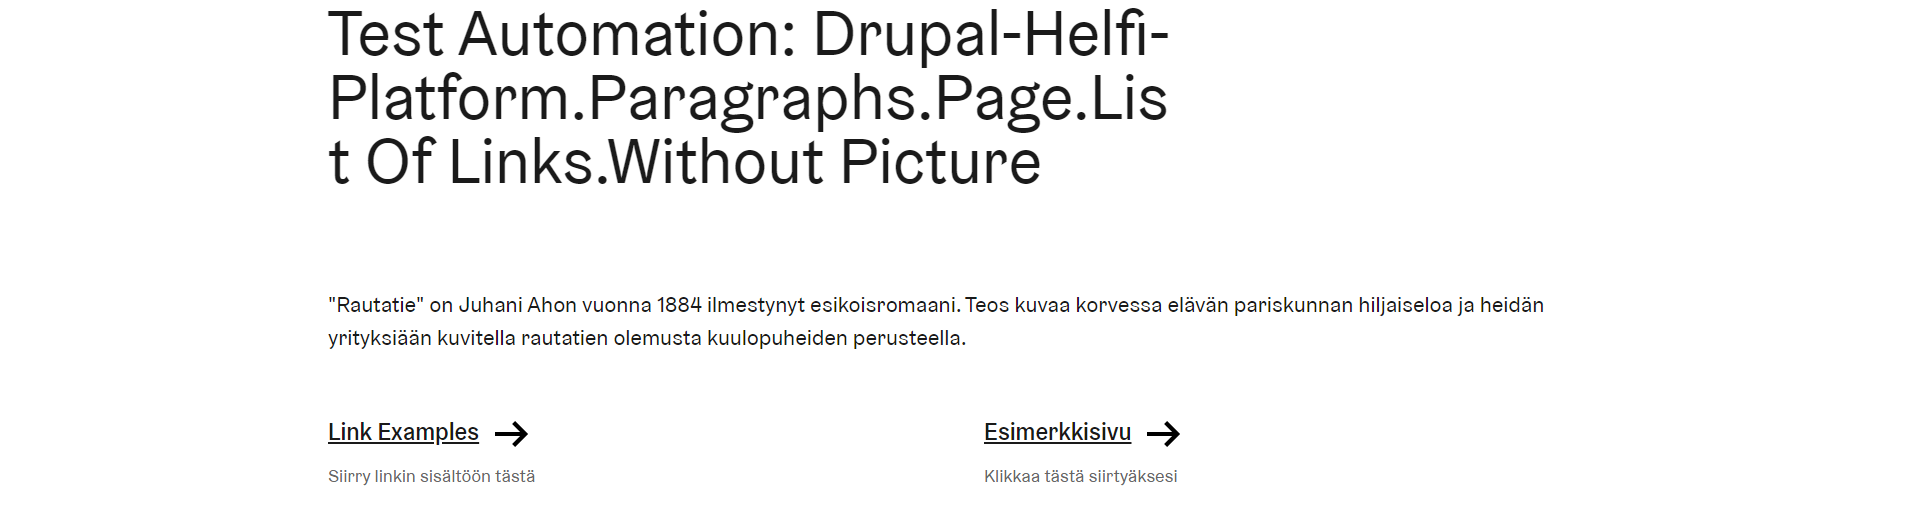 Test Automation: Drupal-Helfi-
Platform.Paragraphs.Page.Lis
t Of Links.Without Picture
"Rautatie" on Juhani Ahon vuonna 1884 ilmestynyt esikoisromaani. Teos kuvaa korvessa elävän pariskunnan hiljaiseloa ja heidän
yrityksiään kuvitella rautatien olemusta kuulopuheiden perusteella.
Link Examples
Siirry linkin sisältöön tästä
Esimerkkisivu
Klikkaa tästä siirtyäksesi